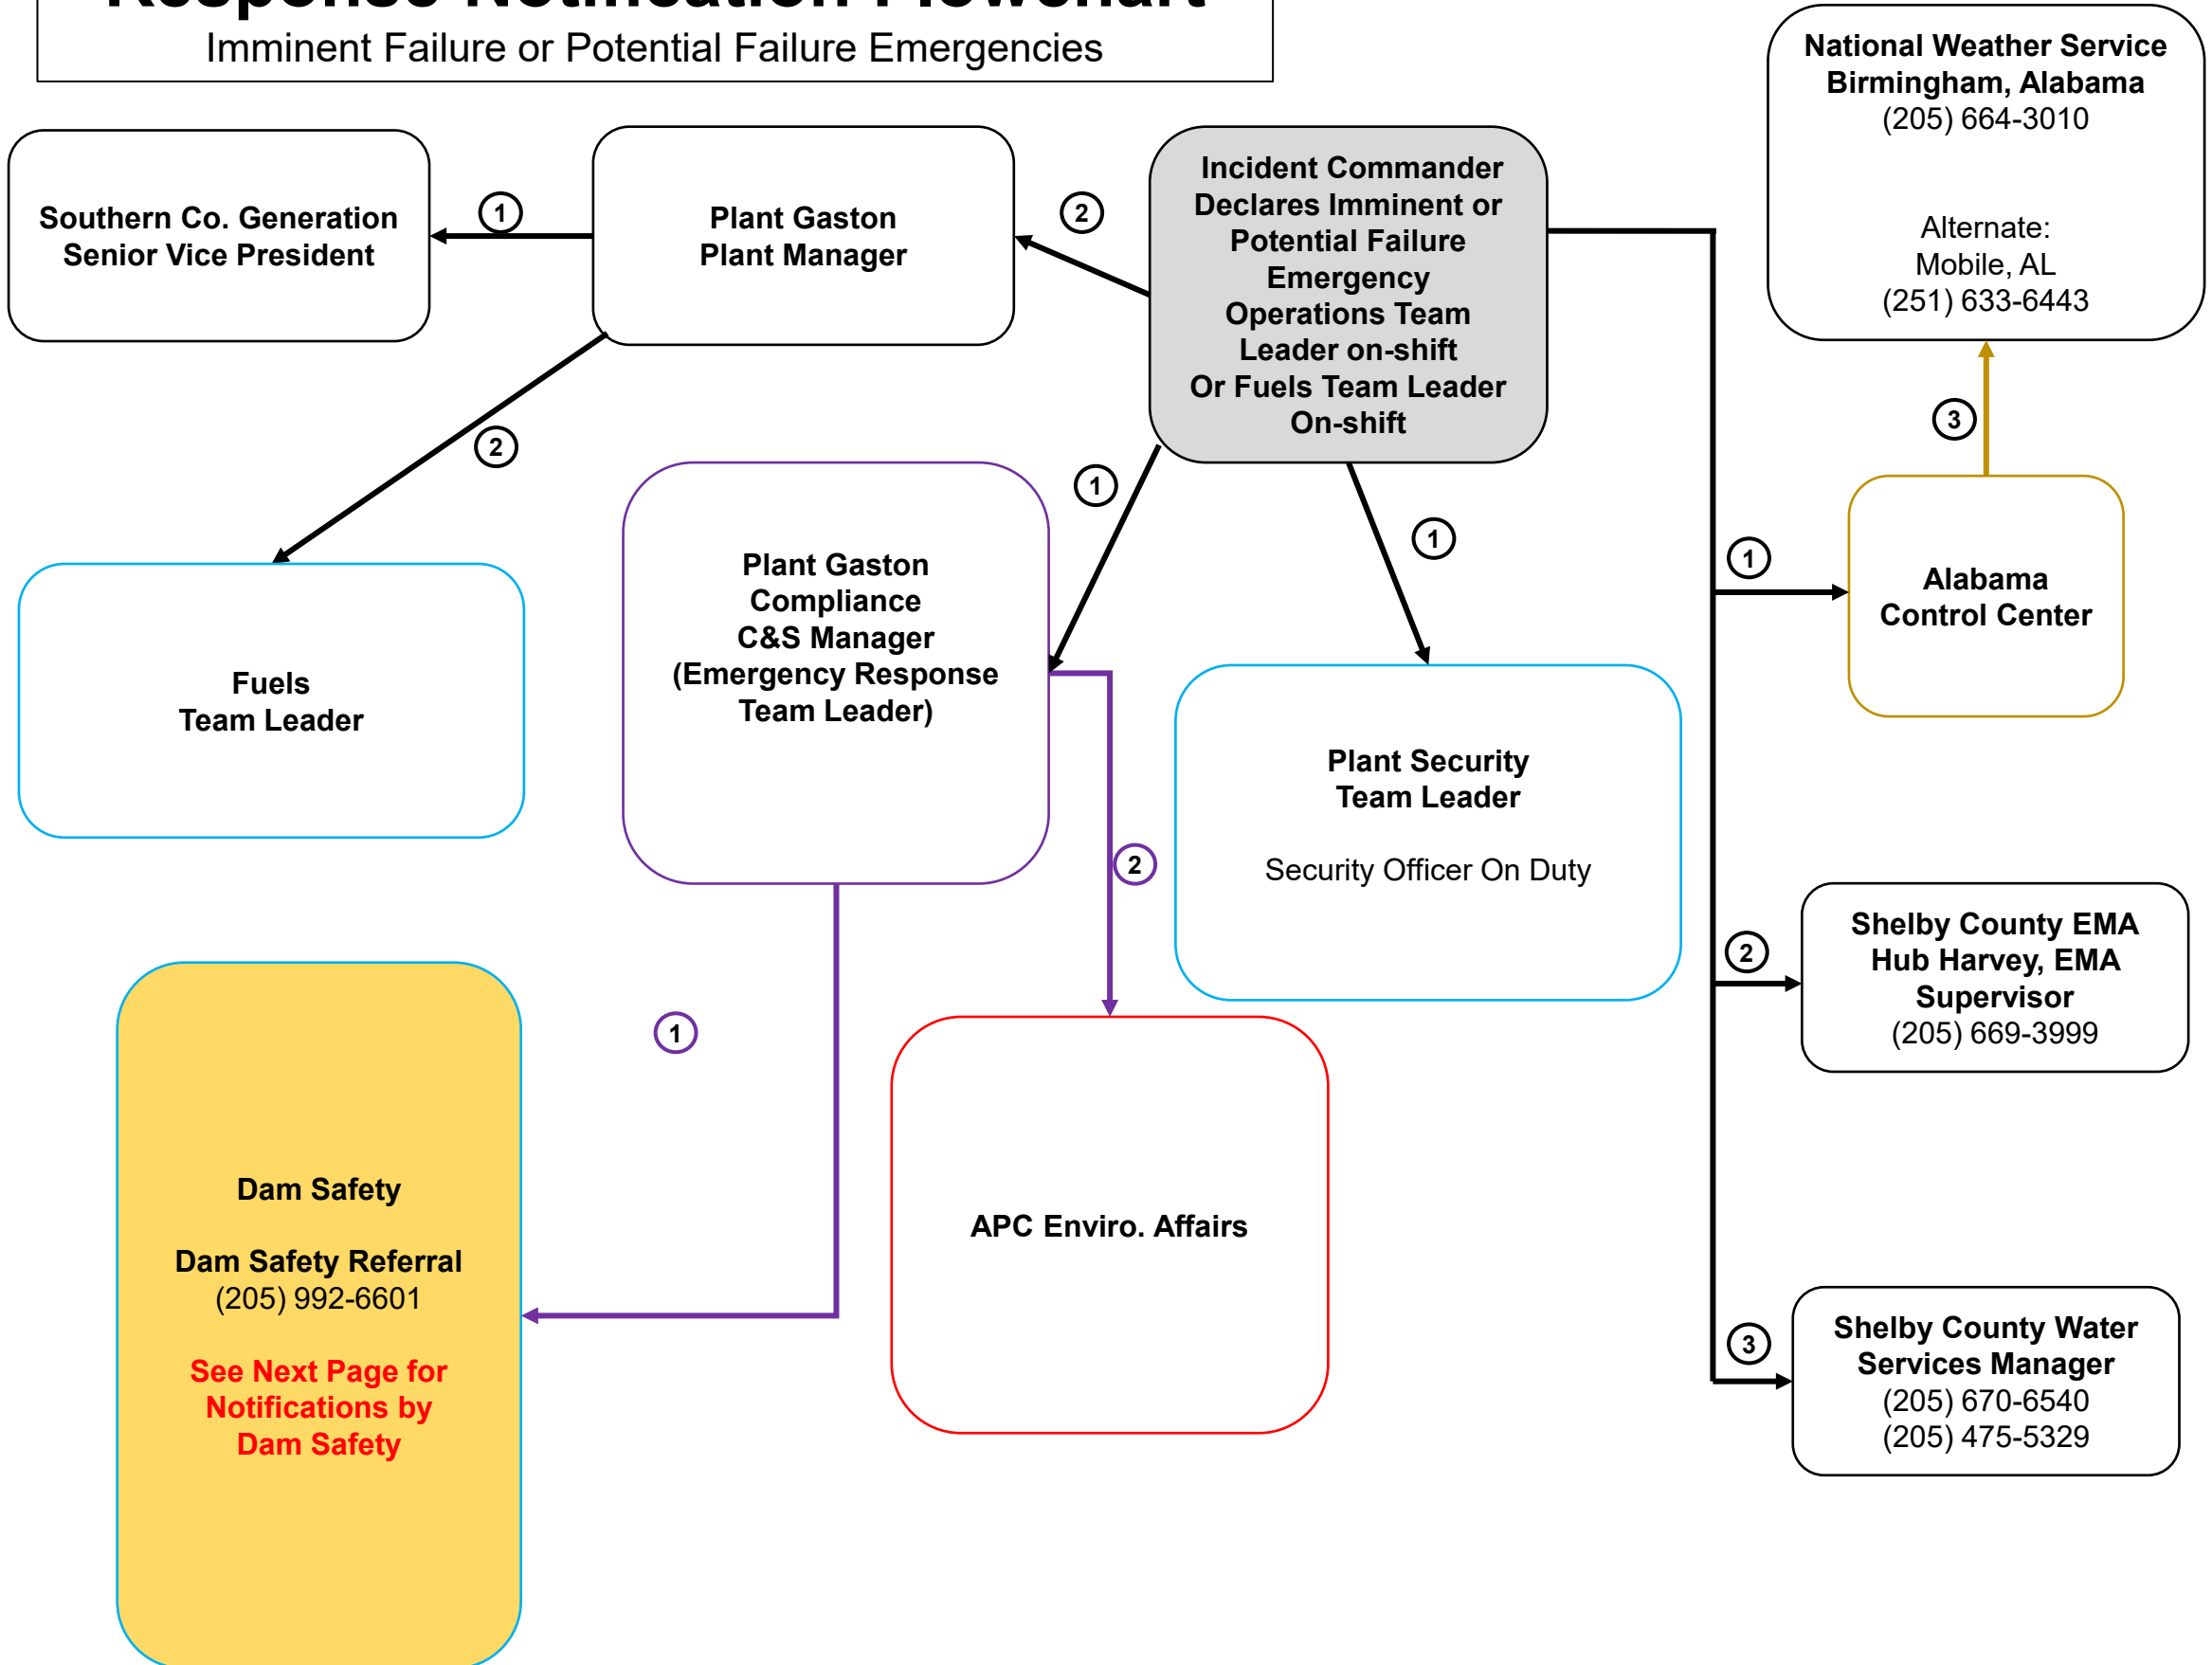 Response Notification Flowchart
Imminent Failure or Potential Failure Emergencies
National Weather Service
Birmingham, Alabama
(205) 664-3010
Alternate:
Mobile, AL
(251) 633-6443
Southern Co. Generation
Senior Vice President
1
Plant Gaston
Plant Manager
2
Incident Commander
Declares Imminent or
Potential Failure
Emergency
Operations Team
Leader on-shift
Or Fuels Team Leader
On-shift
3
2
1
1
1
Alabama
Control Center
Fuels
Team Leader
Plant Gaston
Compliance
C&S Manager
(Emergency Response
Team Leader)
Plant Security
Team Leader
Security Officer On Duty
2
2
Shelby County EMA
Hub Harvey, EMA
Supervisor
(205) 669-3999
1
Dam Safety
Dam Safety Referral
(205) 992-6601
See Next Page for
Notifications by
Dam Safety
APC Enviro. Affairs
3
Shelby County Water
Services Manager
(205) 670-6540
(205) 475-5329